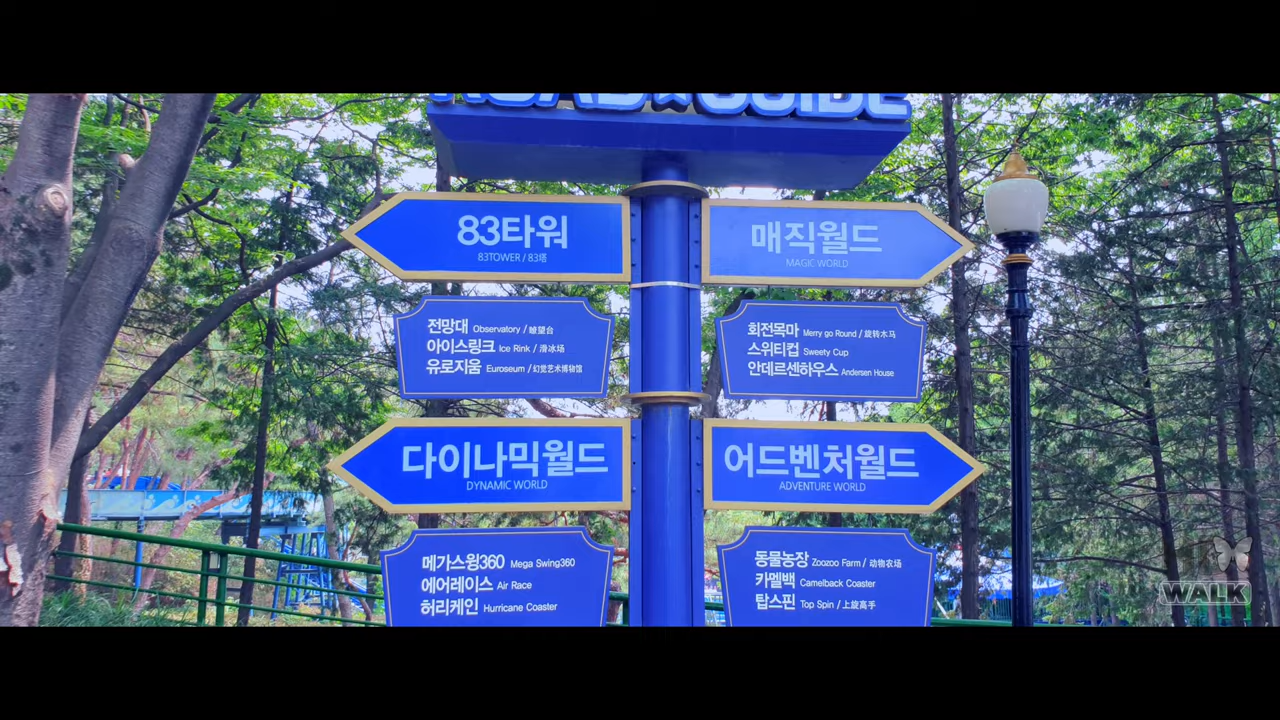 ROAD GUIDE
83타워
83TOWER / 83塔
매직월드
MAGIC WORLD
전망대 Observatory / 瞭望台
아이스링크 Ice Rink / 滑冰场
유로지움 Euroseum / 幻觉艺术博物馆
회전목마 Merry go Round / 旋转木马
스위티컵 Sweety Cup
안데르센하우스 Andersen House
다이나믹월드
DYNAMIC WORLD
어드벤처월드
ADVENTURE WORLD
메가스윙360 Mega Swing360
에어레이스 Air Race
허리케인 Hurricane Coaster
동물농장 Zoozoo Farm / 动物农场
카멜백 Camelback Coaster
탑스핀 Top Spin / 上旋高手
WALK